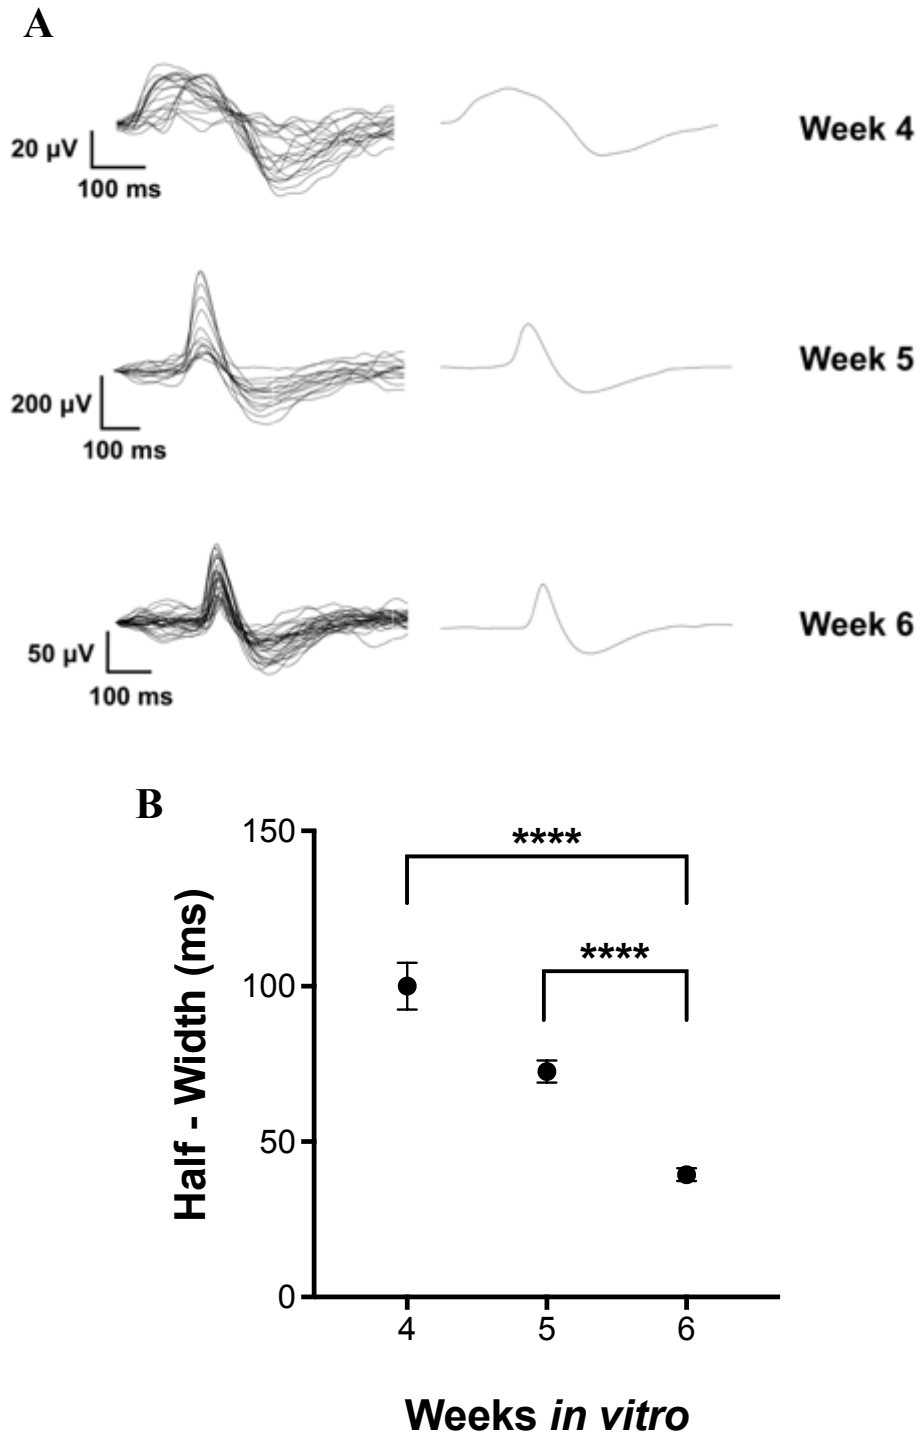 A
Week 4
20 µV
100 ms
Week 5
200 µV
100 ms
Week 6
50 µV
100 ms
B
150
****
****
100
50
0
Half - Width (ms)
4 5 6
Weeks in vitro